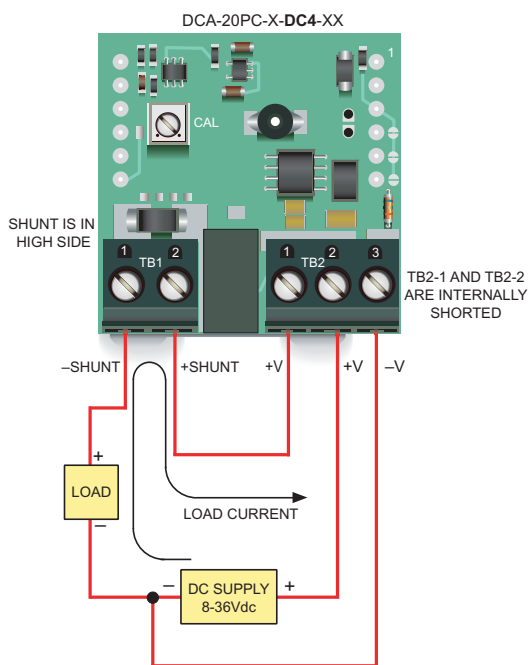 DCA-20PC-X-DC4-XX
1
CAL
SHUNT IS IN
HIGH SIDE
1 2
TB1
1 2 3
TB2
TB2-1 AND TB2-2
ARE INTERNALLY
SHORTED
–SHUNT +SHUNT +V +V –V
+
LOAD
–
LOAD CURRENT
– DC SUPPLY +
8-36Vdc